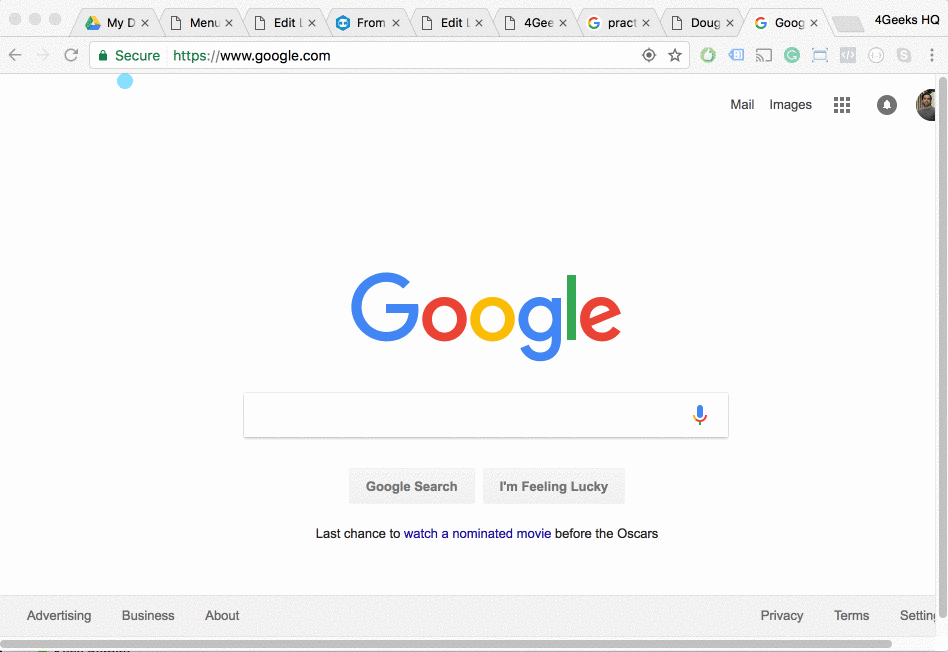 My D Menu Edit L From Edit L 4Gee pract Doug Goog 4Geeks HQ
Secure https://www.google.com
Mail Images
Google
Google Search I'm Feeling Lucky
Last chance to watch a nominated movie before the Oscars
Advertising Business About Privacy Terms Setting